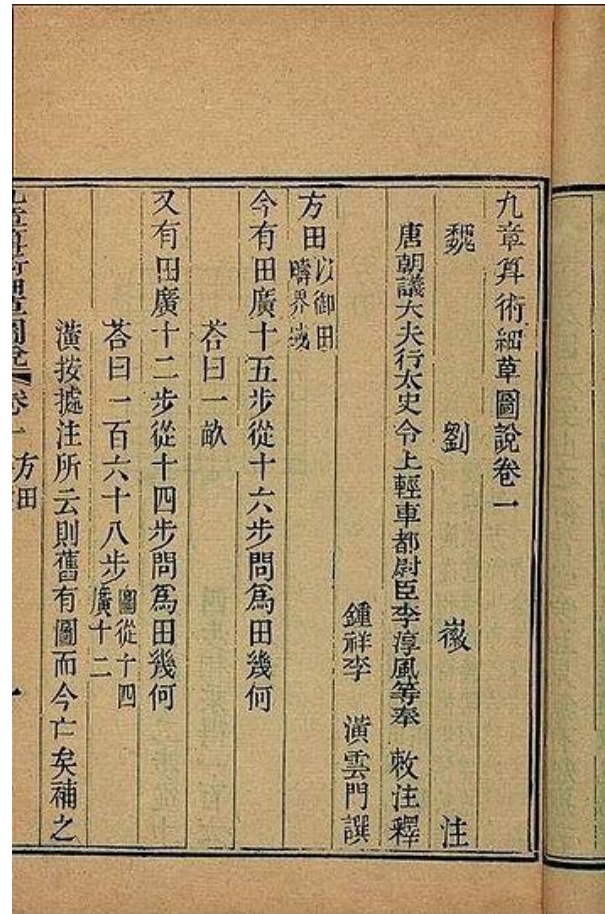 九章算術細草圖說卷一
魏 劉 徽 注
唐朝議大夫行太史令上輕車都尉臣李淳風等奉 敕注釋
鍾祥李 潢雲門譔
方田以御田疇界域
今有田廣十五步從十六步問爲田幾何
荅曰一畝
又有田廣十二步從十四步問爲田幾何
荅曰一百六十八步圖從十四廣十二
潢按據注所云則舊有圖而今亡矣補之
九章算術細草圖說 卷一 方田 一